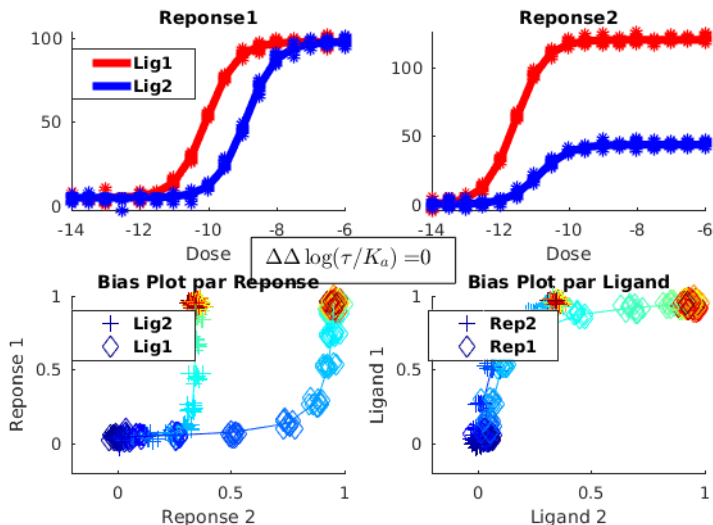 Reponse1
Reponse2
100
50
0
Lig1
Lig2
-14
-12
-10
-8
-6
Dose
100
50
0
-14
-12
-10
-8
-6
Dose
ΔΔ log(τ/K_a) =0
Bias Plot par Reponse
Bias Plot par Ligand
Reponse 1
1
0.5
0
Lig2
Lig1
0
0.5
1
Reponse 2
Ligand 1
1
0.5
0
Rep2
Rep1
0
0.5
1
Ligand 2